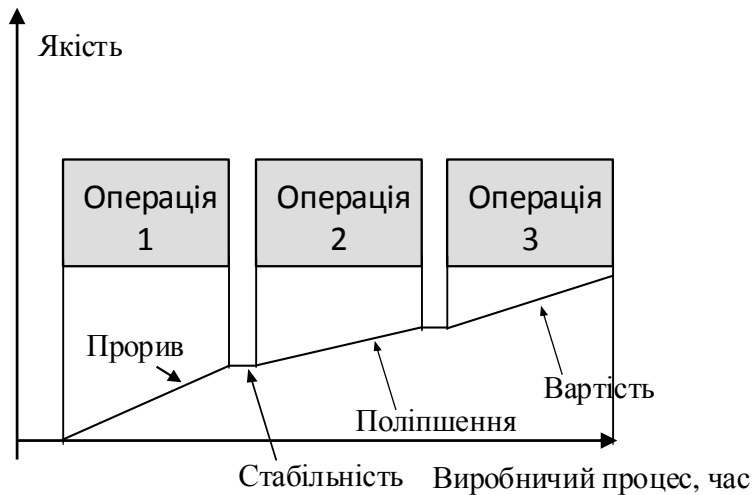 Якість
Операція
1
Операція
2
Операція
3
Прорив
Вартість
Поліпшення
Стабільність
Виробничий процес, час